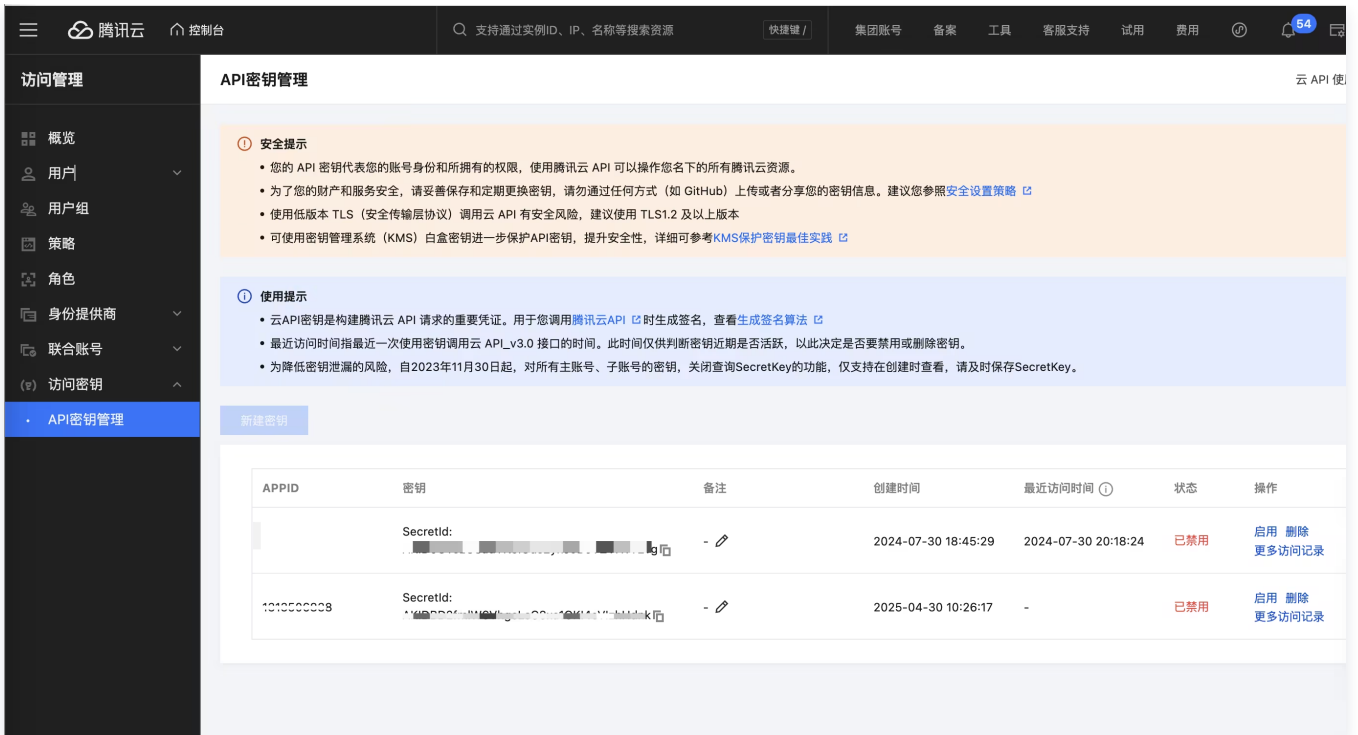 腾讯云
控制台
支持通过实例ID、IP、名称等搜索资源
快捷键 /
集团账号
备案
工具
客服支持
试用
费用
54
访问管理
概览
用户
用户组
策略
角色
身份提供商
联合账号
访问密钥
API密钥管理
API密钥管理
云 API 使
安全提示
• 您的 API 密钥代表您的账号身份和所拥有的权限，使用腾讯云 API 可以操作您名下的所有腾讯云资源。
• 为了您的财产和服务安全，请妥善保存和定期更换密钥，请勿通过任何方式（如 GitHub）上传或者分享您的密钥信息。建议您参照安全设置策略
• 使用低版本 TLS（安全传输层协议）调用云 API 有安全风险，建议使用 TLS1.2 及以上版本
• 可使用密钥管理系统（KMS）白盒密钥进一步保护API密钥，提升安全性，详细可参考KMS保护密钥最佳实践
使用提示
• 云API密钥是构建腾讯云 API 请求的重要凭证。用于您调用腾讯云API 时生成签名，查看生成签名算法
• 最近访问时间指最近一次使用密钥调用云 API_v3.0 接口的时间。此时间仅供判断密钥近期是否活跃，以此决定是否要禁用或删除密钥。
• 为降低密钥泄漏的风险，自2023年11月30日起，对所有主账号、子账号的密钥，关闭查询SecretKey的功能，仅支持在创建时查看，请及时保存SecretKey。
新建密钥
APPID 密钥 备注 创建时间 最近访问时间 状态 操作
SecretId:
- 2024-07-30 18:45:29 2024-07-30 20:18:24 已禁用
启用 删除
更多访问记录
SecretId:
- 2025-04-30 10:26:17 - 已禁用
启用 删除
更多访问记录